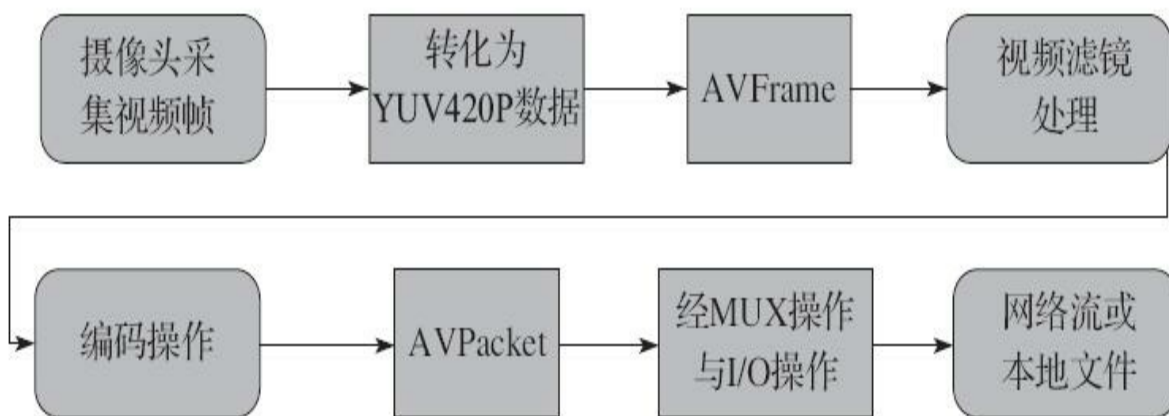 摄像头采
集视频帧
转化为
YUV420P数据
AVFrame
视频滤镜
处理
编码操作
AVPacket
经MUX操作
与I/O操作
网络流或
本地文件